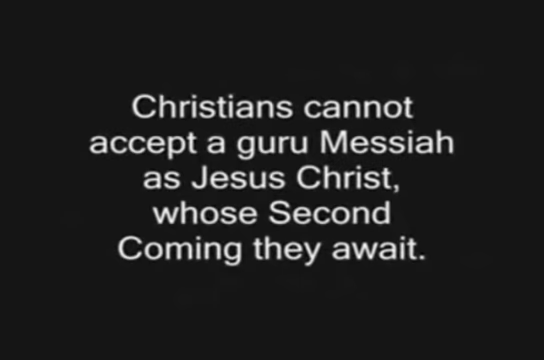 Christians cannot
accept a guru Messiah
as Jesus Christ,
whose Second
Coming they await.